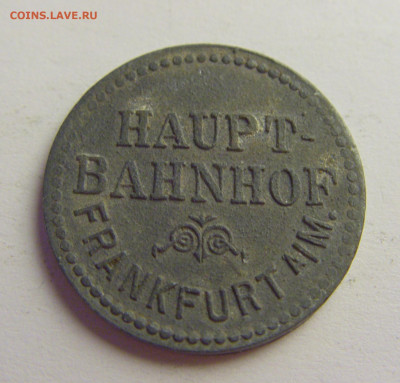 COINS.LAVE.RU
HAUPT-
BAHNHOF
FRANKFURT A/M.